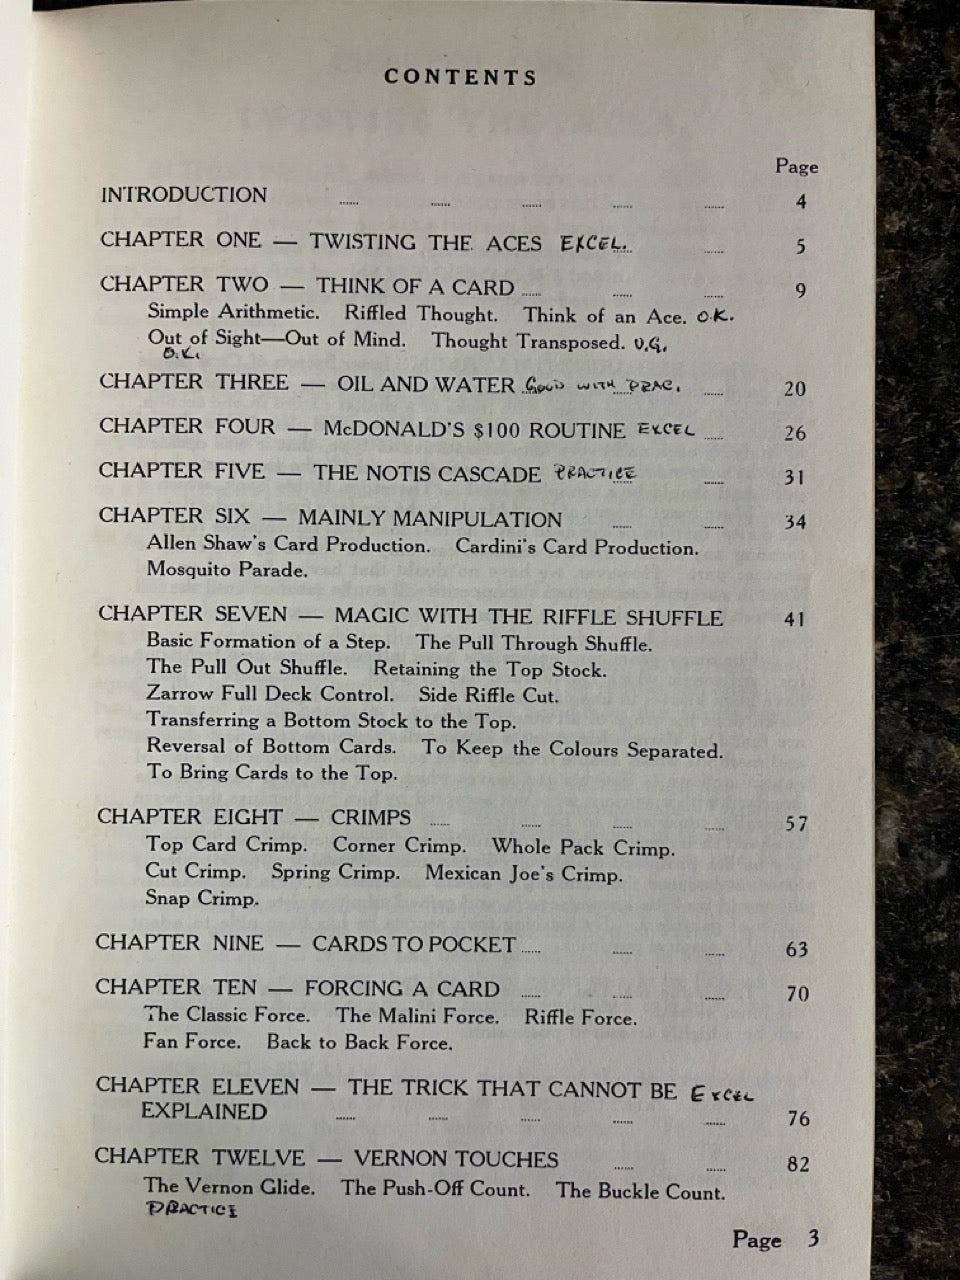 CONTENTS
Page
INTRODUCTION ...... ...... ...... ...... ...... 4
CHAPTER ONE — TWISTING THE ACES EXCEL. ...... 5
CHAPTER TWO — THINK OF A CARD ...... ...... ...... 9
Simple Arithmetic. Riffled Thought. Think of an Ace. O.K.
Out of Sight—Out of Mind. Thought Transposed. V.G.
O.K.
CHAPTER THREE — OIL AND WATER GOOD WITH PRAC. ...... 20
CHAPTER FOUR — McDONALD'S $100 ROUTINE EXCEL ...... 26
CHAPTER FIVE — THE NOTIS CASCADE PRACTICE ...... 31
CHAPTER SIX — MAINLY MANIPULATION ...... ...... 34
Allen Shaw's Card Production. Cardini's Card Production.
Mosquito Parade.
CHAPTER SEVEN — MAGIC WITH THE RIFFLE SHUFFLE 41
Basic Formation of a Step. The Pull Through Shuffle.
The Pull Out Shuffle. Retaining the Top Stock.
Zarrow Full Deck Control. Side Riffle Cut.
Transferring a Bottom Stock to the Top.
Reversal of Bottom Cards. To Keep the Colours Separated.
To Bring Cards to the Top.
CHAPTER EIGHT — CRIMPS ...... ...... ...... ...... 57
Top Card Crimp. Corner Crimp. Whole Pack Crimp.
Cut Crimp. Spring Crimp. Mexican Joe's Crimp.
Snap Crimp.
CHAPTER NINE — CARDS TO POCKET ...... ...... ...... 63
CHAPTER TEN — FORCING A CARD ...... ...... ...... 70
The Classic Force. The Malini Force. Riffle Force.
Fan Force. Back to Back Force.
CHAPTER ELEVEN — THE TRICK THAT CANNOT BE EXCEL
EXPLAINED ...... ...... ...... ...... ...... 76
CHAPTER TWELVE — VERNON TOUCHES ...... ...... 82
The Vernon Glide. The Push-Off Count. The Buckle Count.
PRACTICE
Page 3